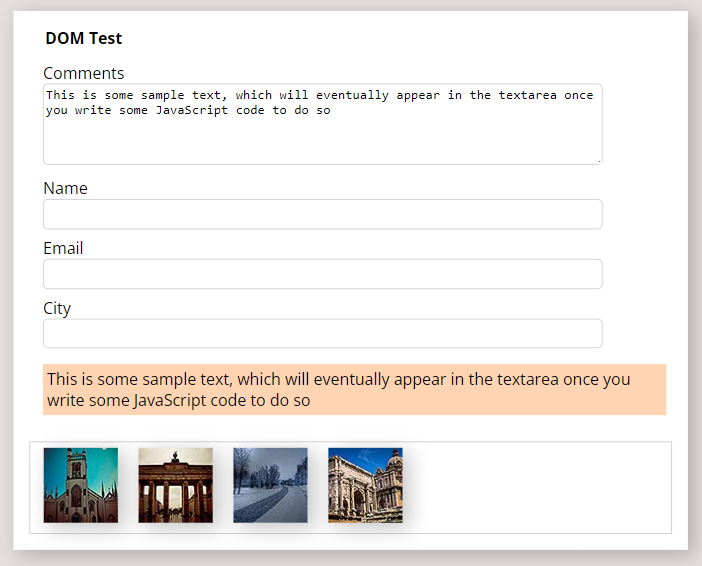 DOM Test
Comments
This is some sample text, which will eventually appear in the textarea once
you write some JavaScript code to do so
Name
Email
City
This is some sample text, which will eventually appear in the textarea once you
write some JavaScript code to do so